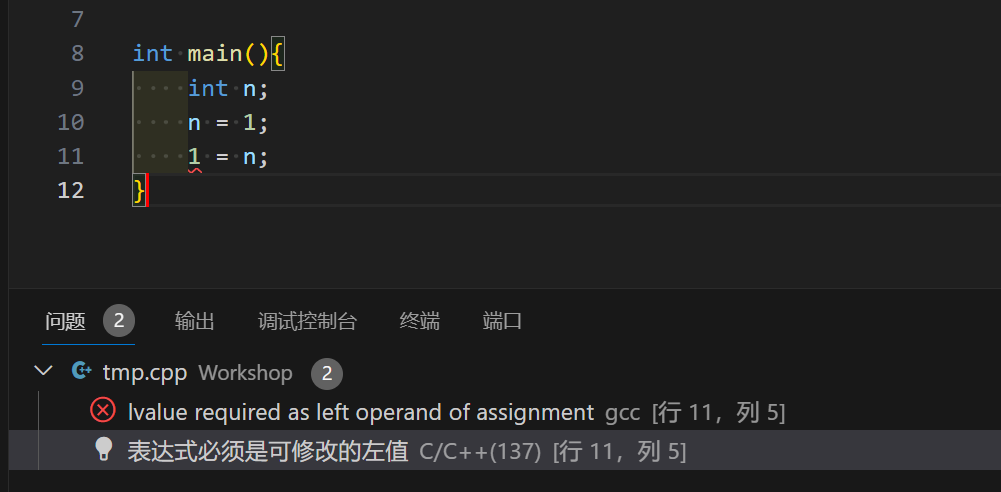 7
8 int main(){
9 int n;
10 n = 1;
11 1 = n;
12 }
问题 2 输出 调试控制台 终端 端口
tmp.cpp Workshop 2
lvalue required as left operand of assignment gcc [行 11，列 5]
表达式必须是可修改的左值 C/C++(137) [行 11，列 5]